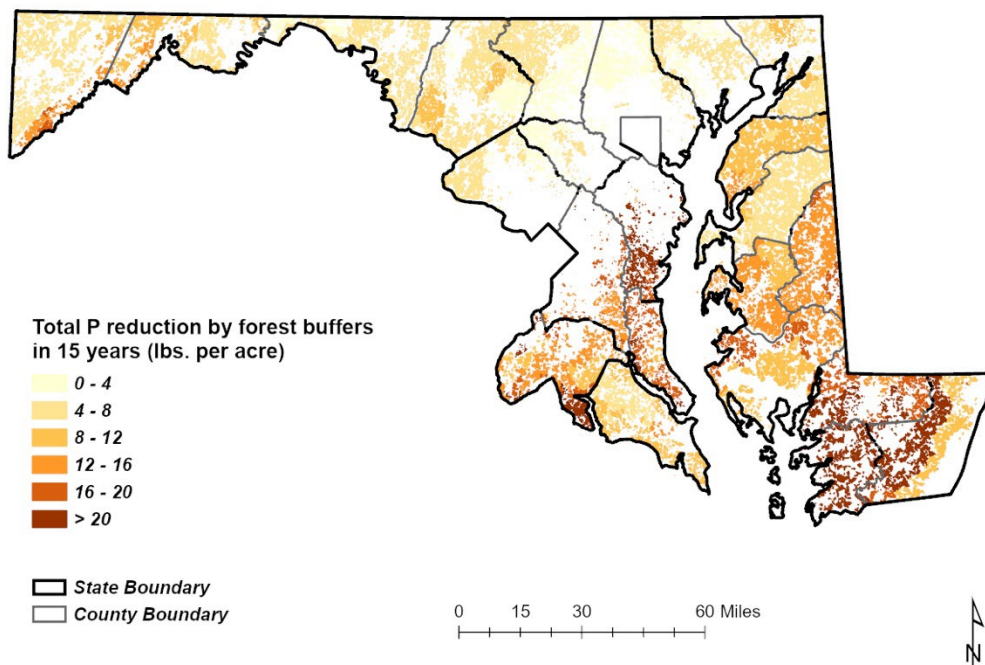 Total P reduction by forest buffers
in 15 years (lbs. per acre)
0 - 4
4 - 8
8 - 12
12 - 16
16 - 20
> 20
State Boundary
County Boundary
0 15 30 60 Miles
N